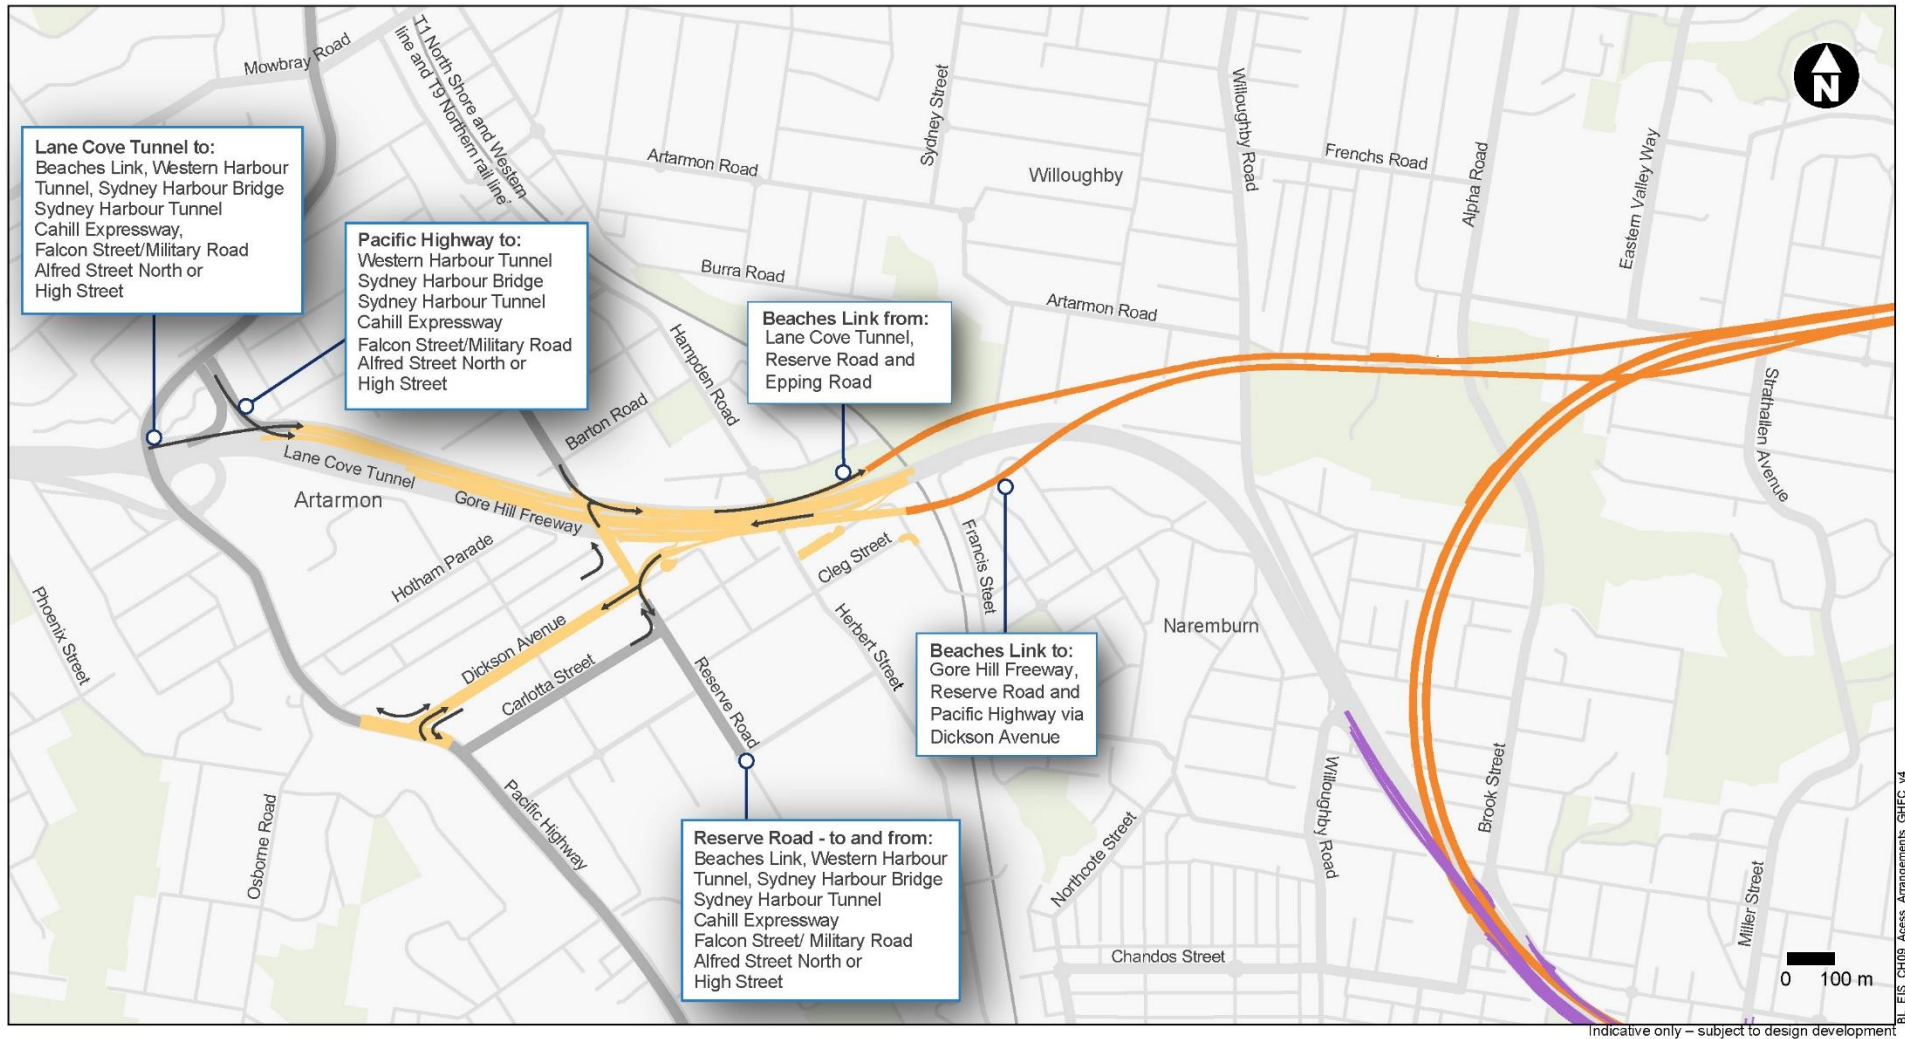 Mowbray Road
T1 North Shore and Western
line and T9 Northern rail line'
Sydney Street
Willoughby Road
Frenchs Road
Alpha Road
Eastern Valley Way
N
Artarmon Road
Willoughby
Lane Cove Tunnel to:
Beaches Link, Western Harbour
Tunnel, Sydney Harbour Bridge
Sydney Harbour Tunnel
Cahill Expressway,
Falcon Street/Military Road
Alfred Street North or
High Street
Pacific Highway to:
Western Harbour Tunnel
Sydney Harbour Bridge
Sydney Harbour Tunnel
Cahill Expressway
Falcon Street/Military Road
Alfred Street North or
High Street
Burra Road
Artarmon Road
Beaches Link from:
Lane Cove Tunnel,
Reserve Road and
Epping Road
Hampden Road
Barton Road
Strathallen Avenue
Lane Cove Tunnel
Artarmon
Gore Hill Freeway
Hotham Parade
Cleg Street
Francis Steet
Phoenix Street
Dickson Avenue
Carlotta Street
Herbert Street
Reserve Road
Naremburn
Beaches Link to:
Gore Hill Freeway,
Reserve Road and
Pacific Highway via
Dickson Avenue
Pacific Highway
Osborne Road
Reserve Road - to and from:
Beaches Link, Western Harbour
Tunnel, Sydney Harbour Bridge
Sydney Harbour Tunnel
Cahill Expressway
Falcon Street/ Military Road
Alfred Street North or
High Street
Northcote Street
Willoughby Road
Brook Street
Miller Street
Chandos Street
0 100 m
BL_EIS_CH09_Acess_Arrangements_GHFC_v4
Indicative only – subject to design development